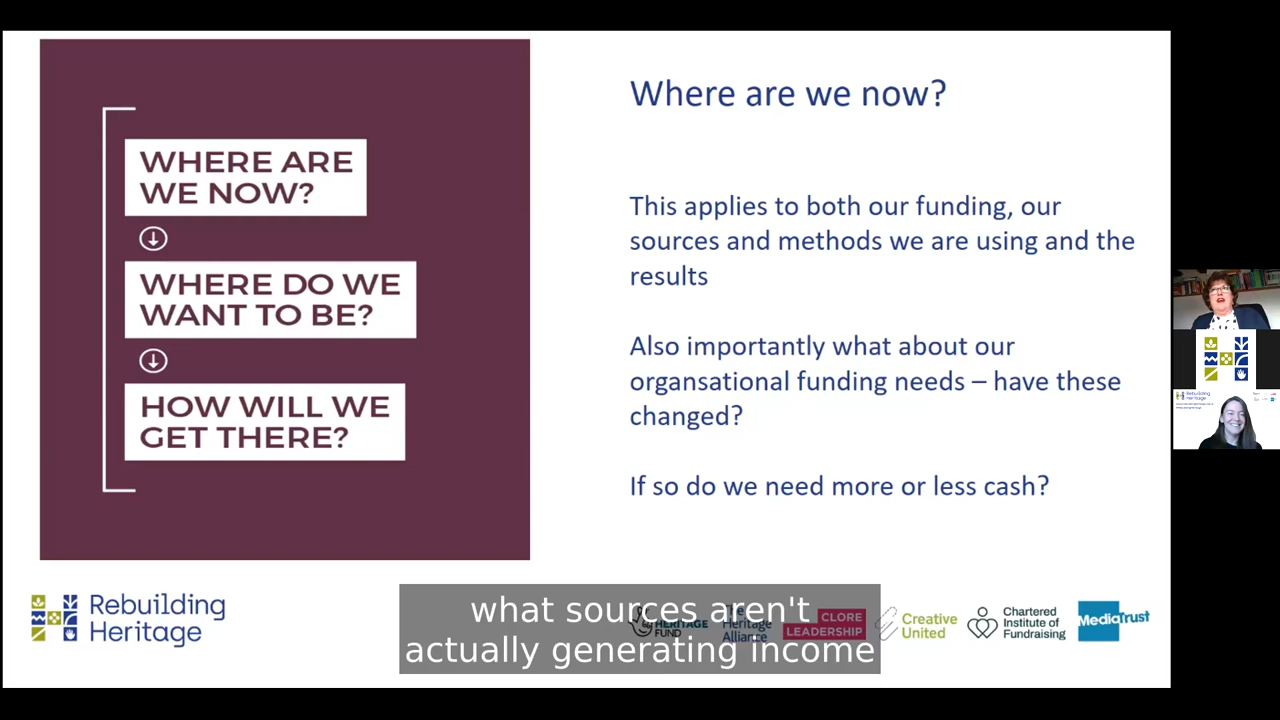 WHERE ARE
WE NOW?
WHERE DO WE
WANT TO BE?
HOW WILL WE
GET THERE?
Where are we now?
This applies to both our funding, our
sources and methods we are using and the
results
Also importantly what about our
organsational funding needs – have these
changed?
If so do we need more or less cash?
Rebuilding
Heritage
what sources aren't
actually generating income
HERITAGE
FUND
The
Heritage
Alliance
CLORE
LEADERSHIP
Creative
United
Chartered
Institute of
Fundraising
MediaTrust
Rebuilding
Heritage